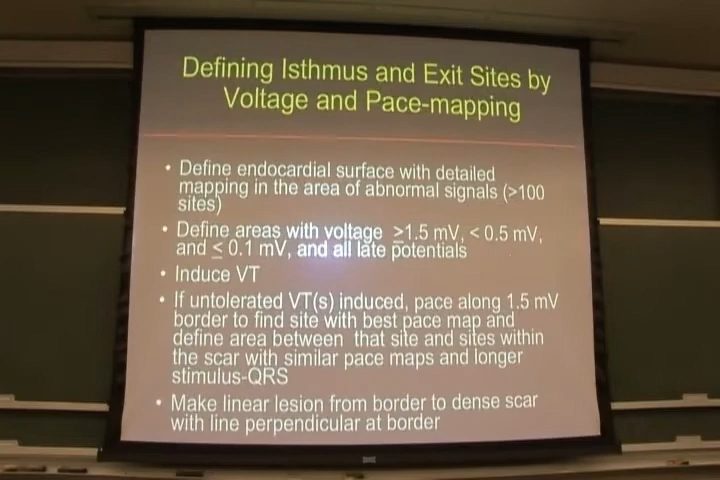 Defining Isthmus and Exit Sites by
Voltage and Pace-mapping
• Define endocardial surface with detailed
mapping in the area of abnormal signals (>100
sites)
• Define areas with voltage ≥1.5 mV, < 0.5 mV,
and ≤ 0.1 mV, and all late potentials
• Induce VT
• If untolerated VT(s) induced, pace along 1.5 mV
border to find site with best pace map and
define area between that site and sites within
the scar with similar pace maps and longer
stimulus-QRS
• Make linear lesion from border to dense scar
with line perpendicular at border